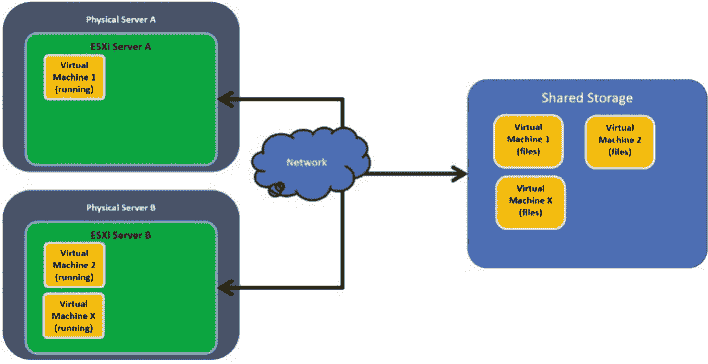 Physical Server A
ESXi Server A
Virtual
Machine 1
(running)
Physical Server B
ESXi Server B
Virtual
Machine 2
(running)
Virtual
Machine X
(running)
Network
Shared Storage
Virtual
Machine 1
(files)
Virtual
Machine 2
(files)
Virtual
Machine X
(files)